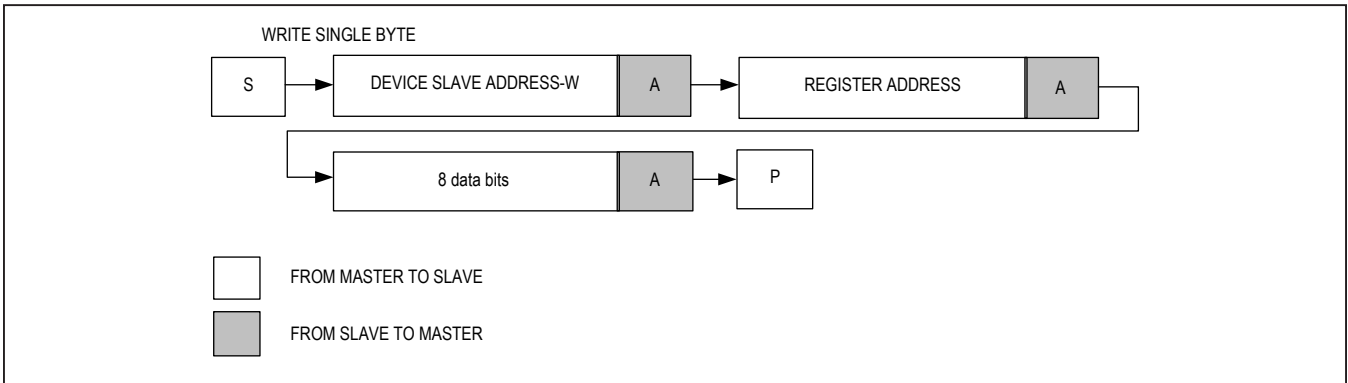 WRITE SINGLE BYTE
S DEVICE SLAVE ADDRESS-W A REGISTER ADDRESS A
8 data bits A P
FROM MASTER TO SLAVE
FROM SLAVE TO MASTER